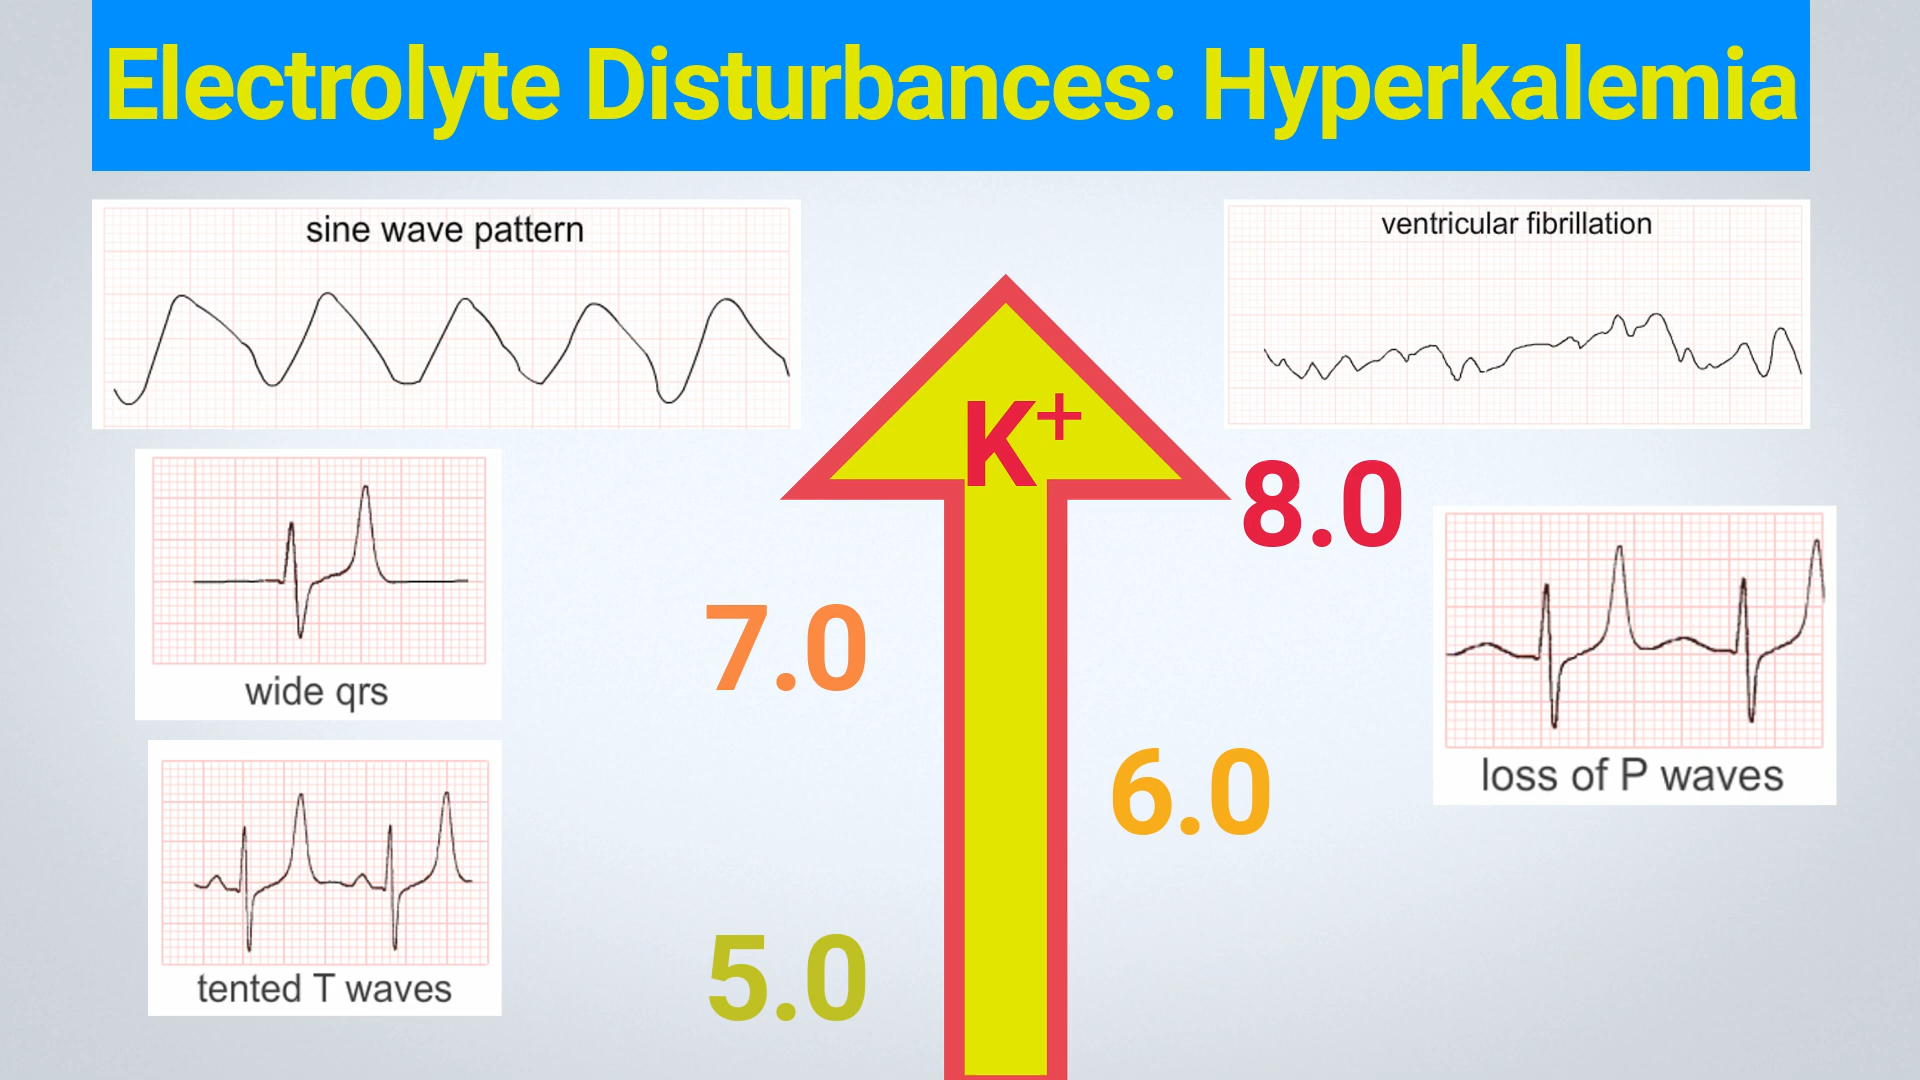 Electrolyte Disturbances: Hyperkalemia
sine wave pattern
ventricular fibrillation
K+
8.0
wide qrs
7.0
loss of P waves
6.0
tented T waves
5.0